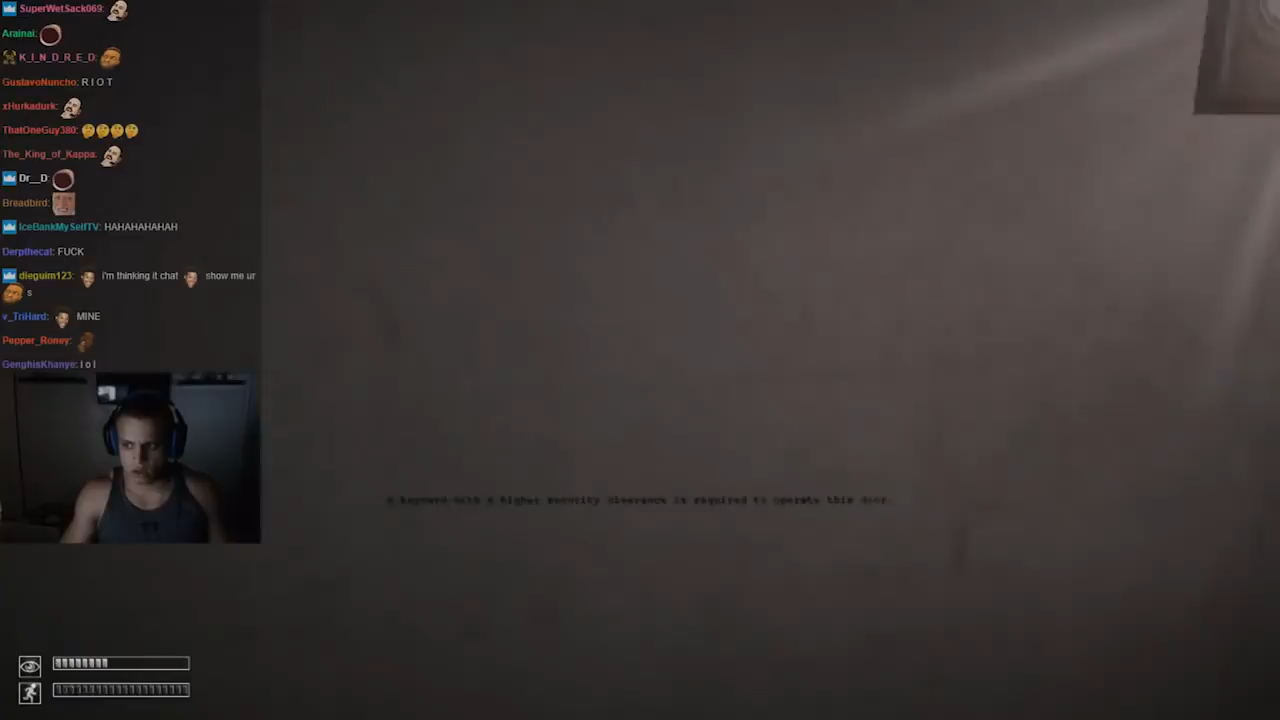 SuperWetSack069:
Arainai:
K_I_N_D_R_E_D:
GustavoNuncho: R I O T
xHurkadurk:
ThatOneGuy380:
The_King_of_Kappa:
Dr__D:
Breadbird:
IceBankMySelfTV: HAHAHAHAHAH
Derpthecat: FUCK
dieguim123: i'm thinking it chat show me ur
s
v_TriHard: MINE
Pepper_Roney:
GenghisKhanye: l o l
a keycard with a higher security clearance is required to operate this door.